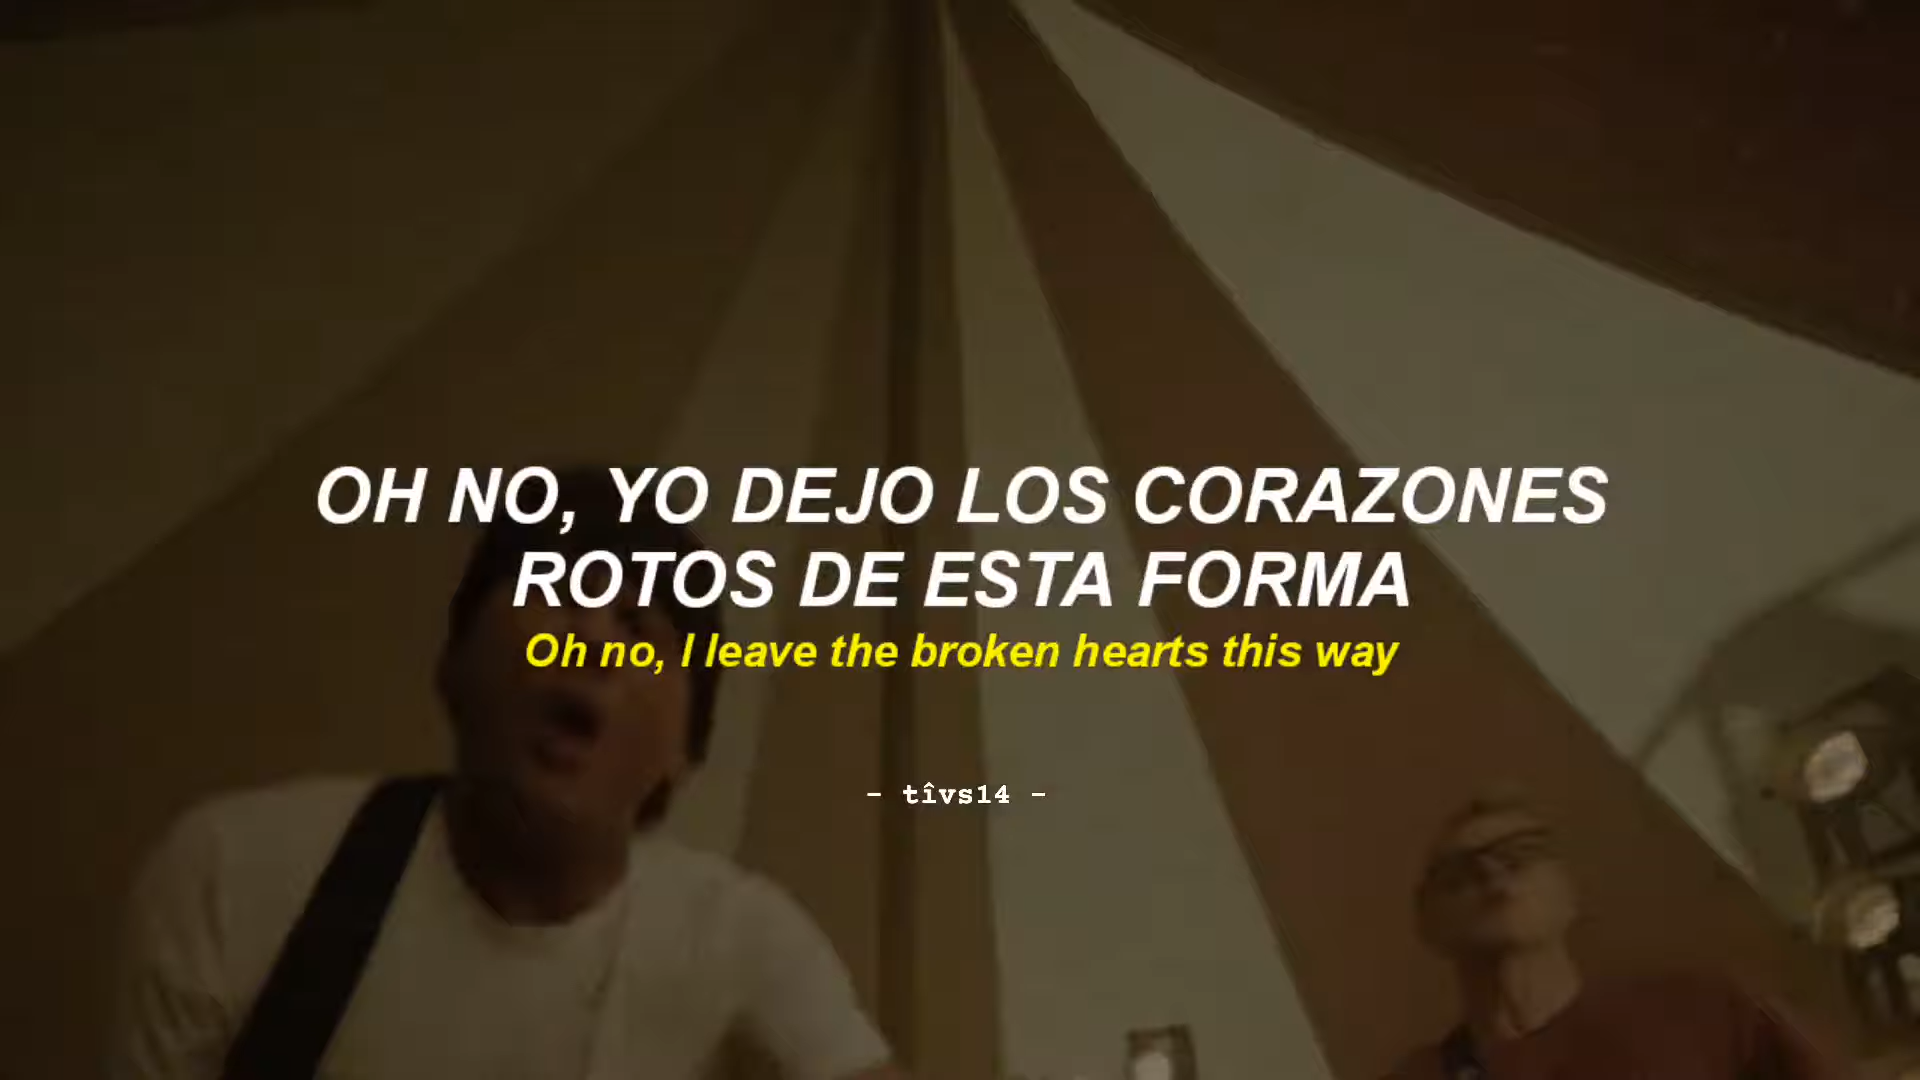 OH NO, YO DEJO LOS CORAZONES
ROTOS DE ESTA FORMA
Oh no, I leave the broken hearts this way
- tîvs14 -